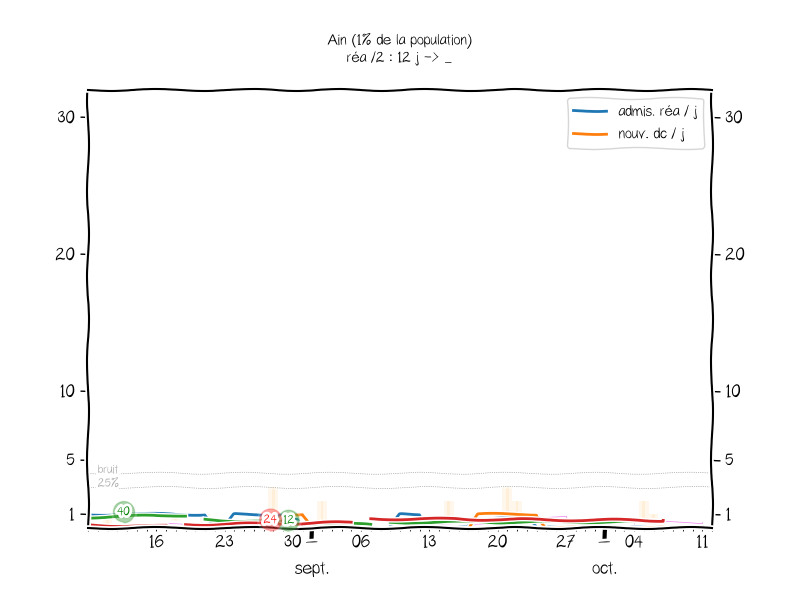 Ain (1% de la population)
réa /2 : 12 j -> _
30 30
admis. réa / j
nouv. dc / j
20 20
10 10
5 5
bruit
25%
1 1
40 24 12
16 23 30 06 13 20 27 04 11
sept. oct.